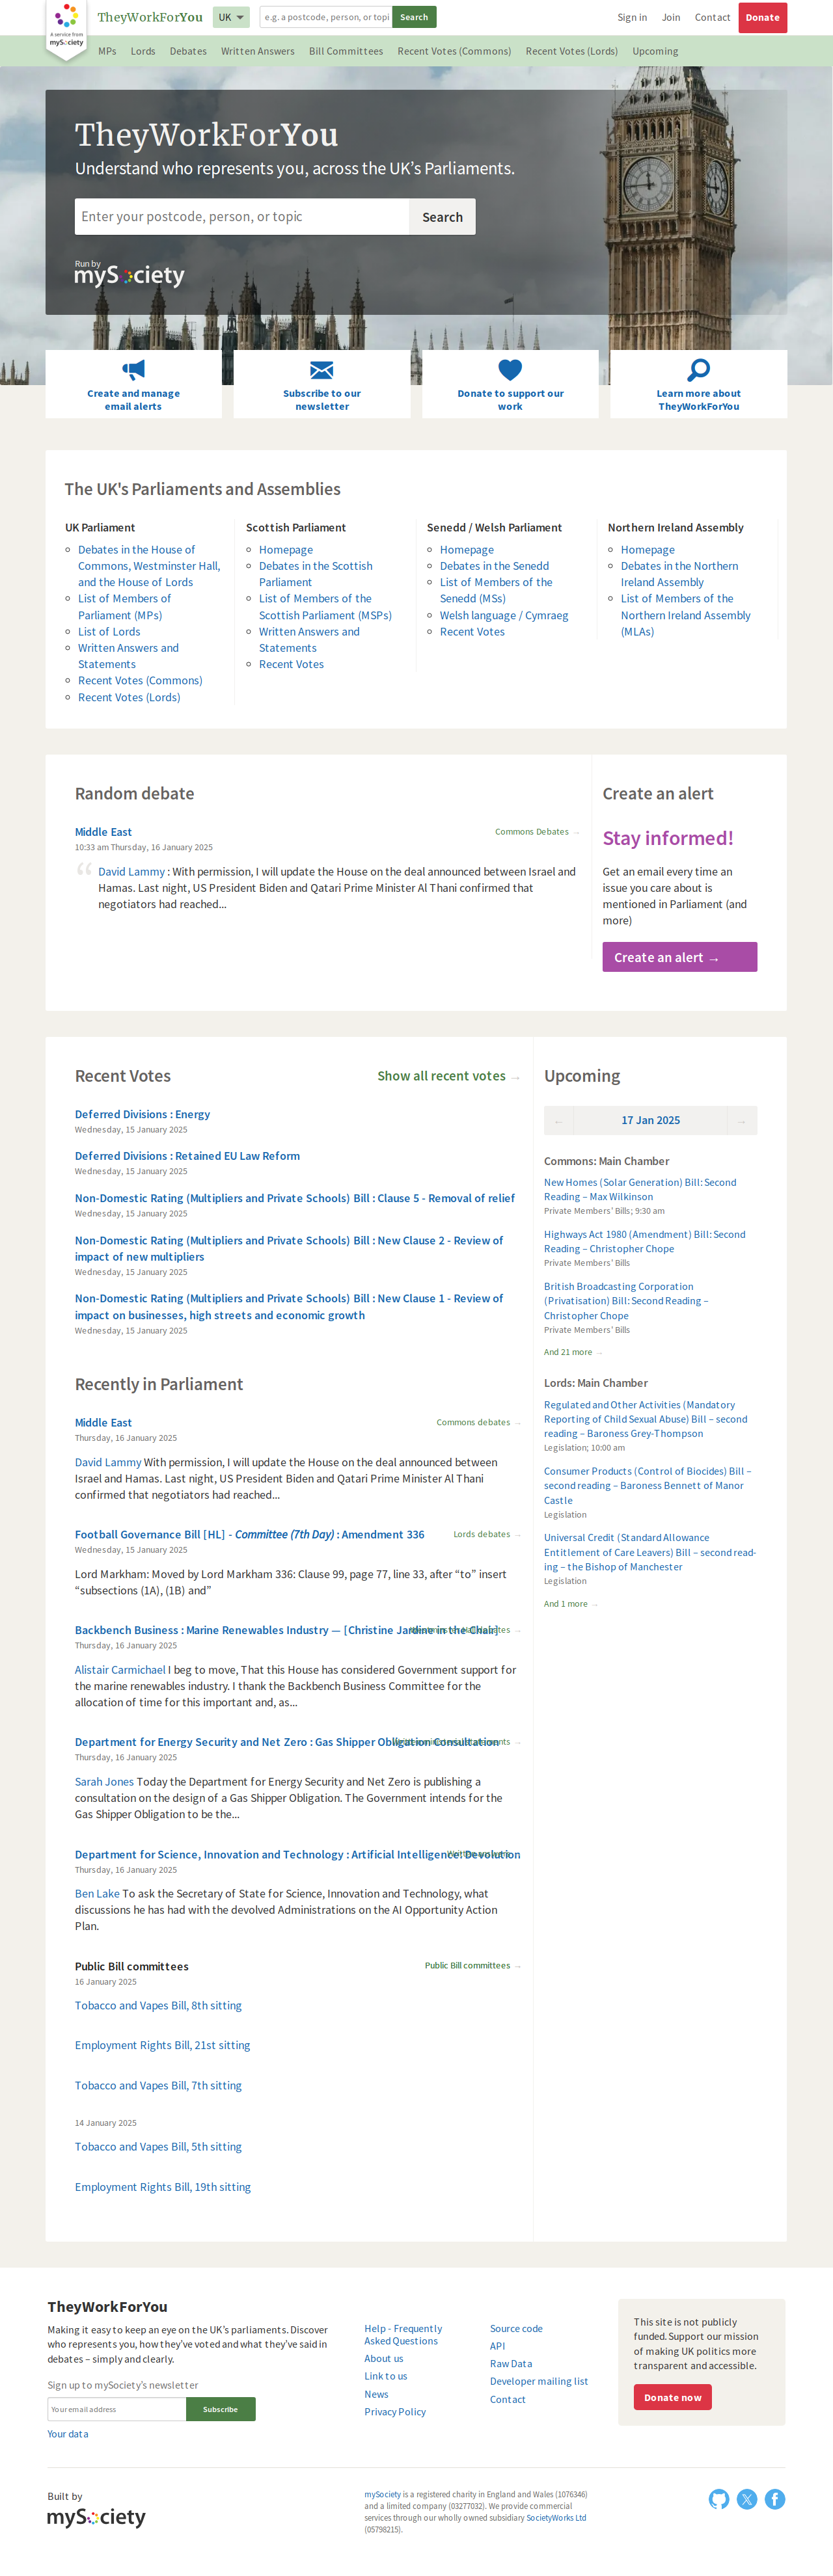 A service from
mySociety
TheyWorkForYou
UK
e.g. a postcode, person, or topi
Search
Sign in
Join
Contact
Donate
MPs
Lords
Debates
Written Answers
Bill Committees
Recent Votes (Commons)
Recent Votes (Lords)
Upcoming
TheyWorkForYou
Understand who represents you, across the UK’s Parliaments.
Enter your postcode, person, or topic
Search
Run by
mySociety
Create and manage
email alerts
Subscribe to our
newsletter
Donate to support our
work
Learn more about
TheyWorkForYou
The UK's Parliaments and Assemblies
UK Parliament
Debates in the House of
Commons, Westminster Hall,
and the House of Lords
List of Members of
Parliament (MPs)
List of Lords
Written Answers and
Statements
Recent Votes (Commons)
Recent Votes (Lords)
Scottish Parliament
Homepage
Debates in the Scottish
Parliament
List of Members of the
Scottish Parliament (MSPs)
Written Answers and
Statements
Recent Votes
Senedd / Welsh Parliament
Homepage
Debates in the Senedd
List of Members of the
Senedd (MSs)
Welsh language / Cymraeg
Recent Votes
Northern Ireland Assembly
Homepage
Debates in the Northern
Ireland Assembly
List of Members of the
Northern Ireland Assembly
(MLAs)
Random debate
Middle East
Commons Debates →
10:33 am Thursday, 16 January 2025
“ David Lammy : With permission, I will update the House on the deal announced between Israel and
Hamas. Last night, US President Biden and Qatari Prime Minister Al Thani confirmed that
negotiators had reached...
Create an alert
Stay informed!
Get an email every time an
issue you care about is
mentioned in Parliament (and
more)
Create an alert →
Recent Votes
Show all recent votes →
Deferred Divisions : Energy
Wednesday, 15 January 2025
Deferred Divisions : Retained EU Law Reform
Wednesday, 15 January 2025
Non-Domestic Rating (Multipliers and Private Schools) Bill : Clause 5 - Removal of relief
Wednesday, 15 January 2025
Non-Domestic Rating (Multipliers and Private Schools) Bill : New Clause 2 - Review of
impact of new multipliers
Wednesday, 15 January 2025
Non-Domestic Rating (Multipliers and Private Schools) Bill : New Clause 1 - Review of
impact on businesses, high streets and economic growth
Wednesday, 15 January 2025
Recently in Parliament
Middle East
Commons debates →
Thursday, 16 January 2025
David Lammy With permission, I will update the House on the deal announced between
Israel and Hamas. Last night, US President Biden and Qatari Prime Minister Al Thani
confirmed that negotiators had reached...
Football Governance Bill [HL] - Committee (7th Day) : Amendment 336
Lords debates →
Wednesday, 15 January 2025
Lord Markham: Moved by Lord Markham 336: Clause 99, page 77, line 33, after “to” insert
“subsections (1A), (1B) and”
Backbench Business : Marine Renewables Industry — [Christine Jardine in the Chair]
Thursday, 16 January 2025
Alistair Carmichael I beg to move, That this House has considered Government support for
the marine renewables industry. I thank the Backbench Business Committee for the
allocation of time for this important and, as...
Department for Energy Security and Net Zero : Gas Shipper Obligation: Consultation
Thursday, 16 January 2025
Sarah Jones Today the Department for Energy Security and Net Zero is publishing a
consultation on the design of a Gas Shipper Obligation. The Government intends for the
Gas Shipper Obligation to be the...
Department for Science, Innovation and Technology : Artificial Intelligence: Devolution
Thursday, 16 January 2025
Ben Lake To ask the Secretary of State for Science, Innovation and Technology, what
discussions he has had with the devolved Administrations on the AI Opportunity Action
Plan.
Public Bill committees
Public Bill committees →
16 January 2025
Tobacco and Vapes Bill, 8th sitting
Employment Rights Bill, 21st sitting
Tobacco and Vapes Bill, 7th sitting
14 January 2025
Tobacco and Vapes Bill, 5th sitting
Employment Rights Bill, 19th sitting
Upcoming
← 17 Jan 2025 →
Commons: Main Chamber
New Homes (Solar Generation) Bill: Second
Reading – Max Wilkinson
Private Members' Bills; 9:30 am
Highways Act 1980 (Amendment) Bill: Second
Reading – Christopher Chope
Private Members' Bills
British Broadcasting Corporation
(Privatisation) Bill: Second Reading –
Christopher Chope
Private Members' Bills
And 21 more →
Lords: Main Chamber
Regulated and Other Activities (Mandatory
Reporting of Child Sexual Abuse) Bill – second
reading – Baroness Grey-Thompson
Legislation; 10:00 am
Consumer Products (Control of Biocides) Bill –
second reading – Baroness Bennett of Manor
Castle
Legislation
Universal Credit (Standard Allowance
Entitlement of Care Leavers) Bill – second read-
ing – the Bishop of Manchester
Legislation
And 1 more →
TheyWorkForYou
Making it easy to keep an eye on the UK’s parliaments. Discover
who represents you, how they’ve voted and what they’ve said in
debates – simply and clearly.
Sign up to mySociety’s newsletter
Your email address
Subscribe
Your data
Help - Frequently
Asked Questions
About us
Link to us
News
Privacy Policy
Source code
API
Raw Data
Developer mailing list
Contact
This site is not publicly
funded. Support our mission
of making UK politics more
transparent and accessible.
Donate now
Built by
mySociety
mySociety is a registered charity in England and Wales (1076346)
and a limited company (03277032). We provide commercial
services through our wholly owned subsidiary SocietyWorks Ltd
(05798215).